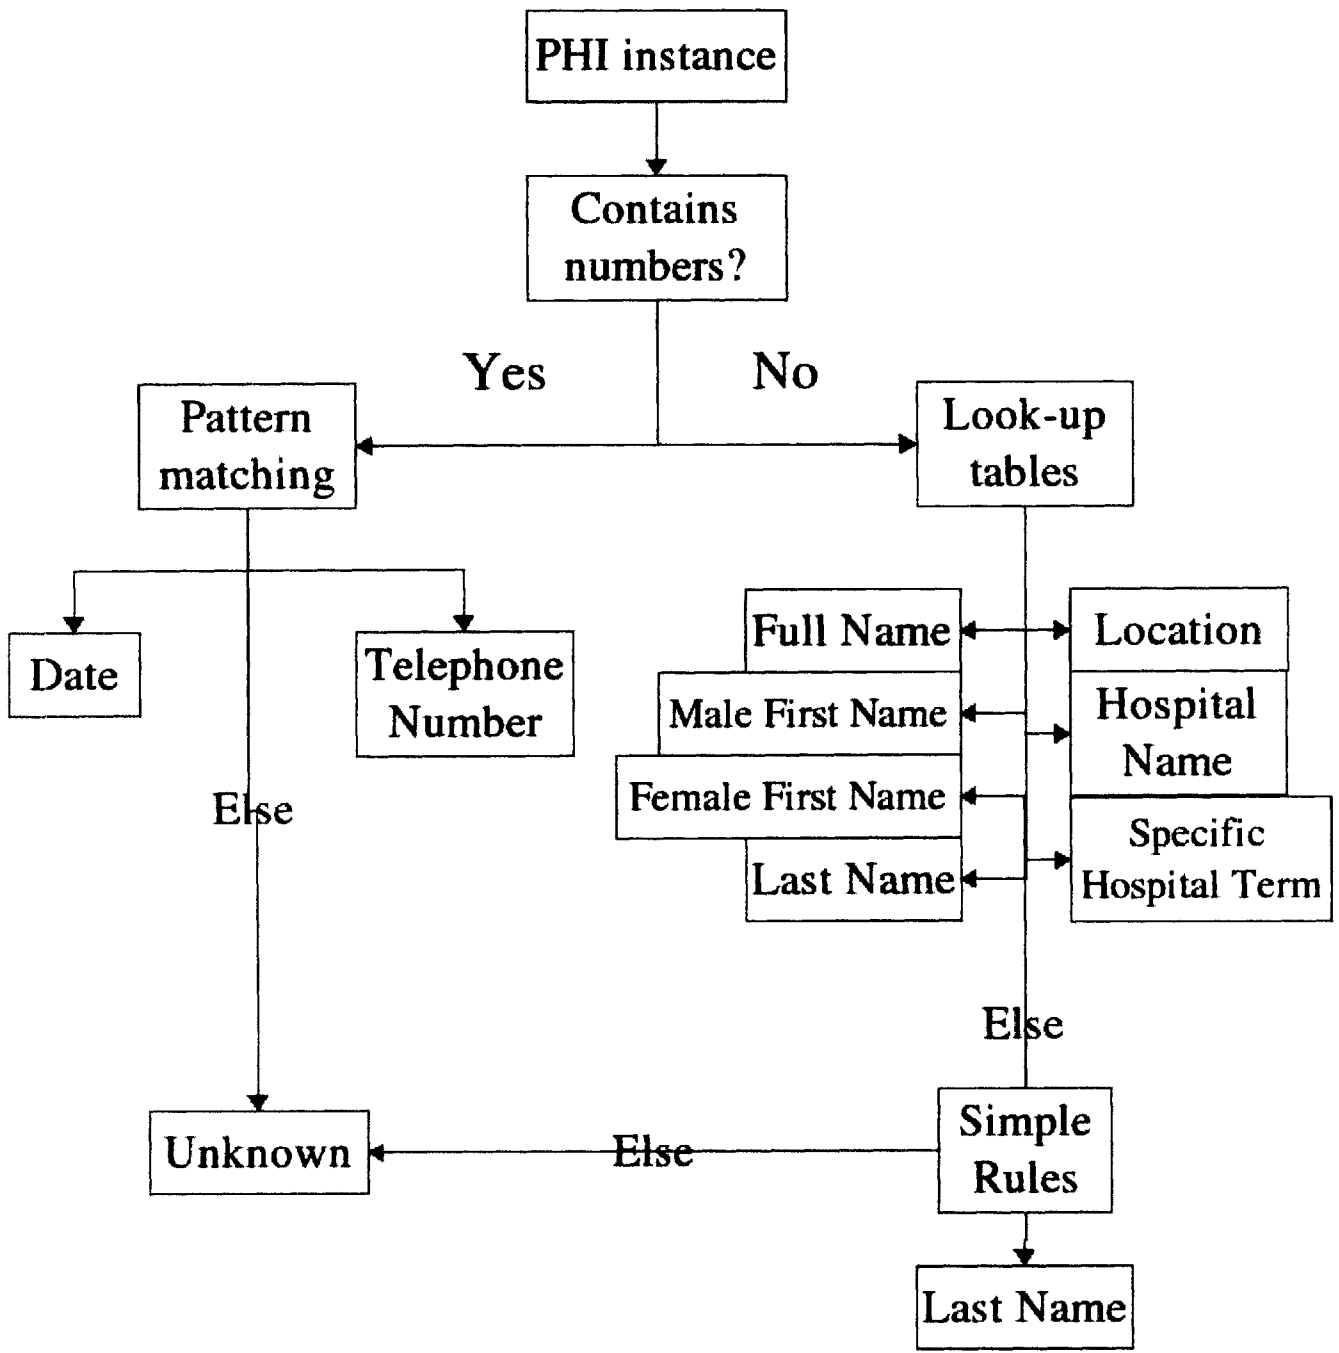 PHI instance
Contains
numbers?
Yes
No
Pattern
matching
Look-up
tables
Date
Telephone
Number
Full Name
Male First Name
Female First Name
Last Name
Location
Hospital
Name
Specific
Hospital Term
Else
Else
Unknown
Else
Simple
Rules
Last Name